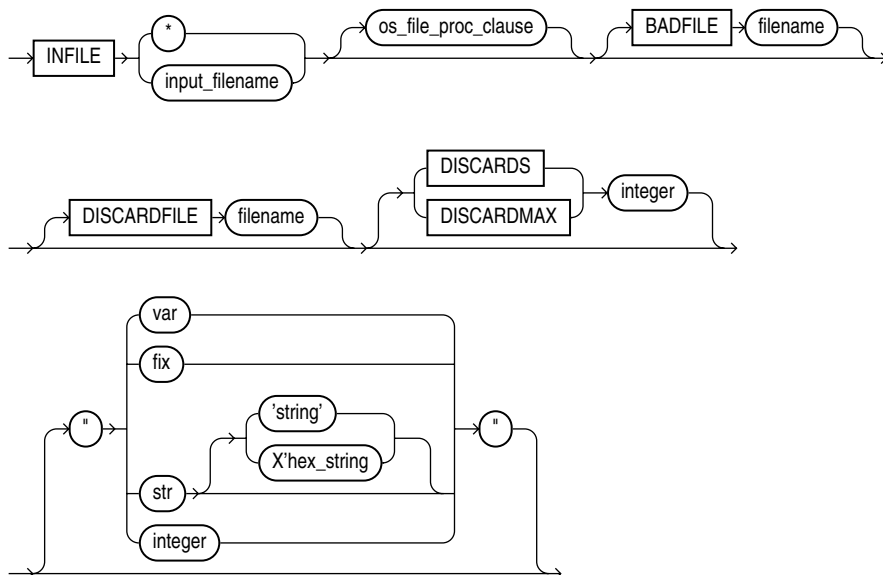 *
os_file_proc_clause
BADFILE filename
INFILE
input_filename
DISCARDS
DISCARDFILE filename
integer
DISCARDMAX
var
fix
'string'
" "
X'hex_string
str
integer